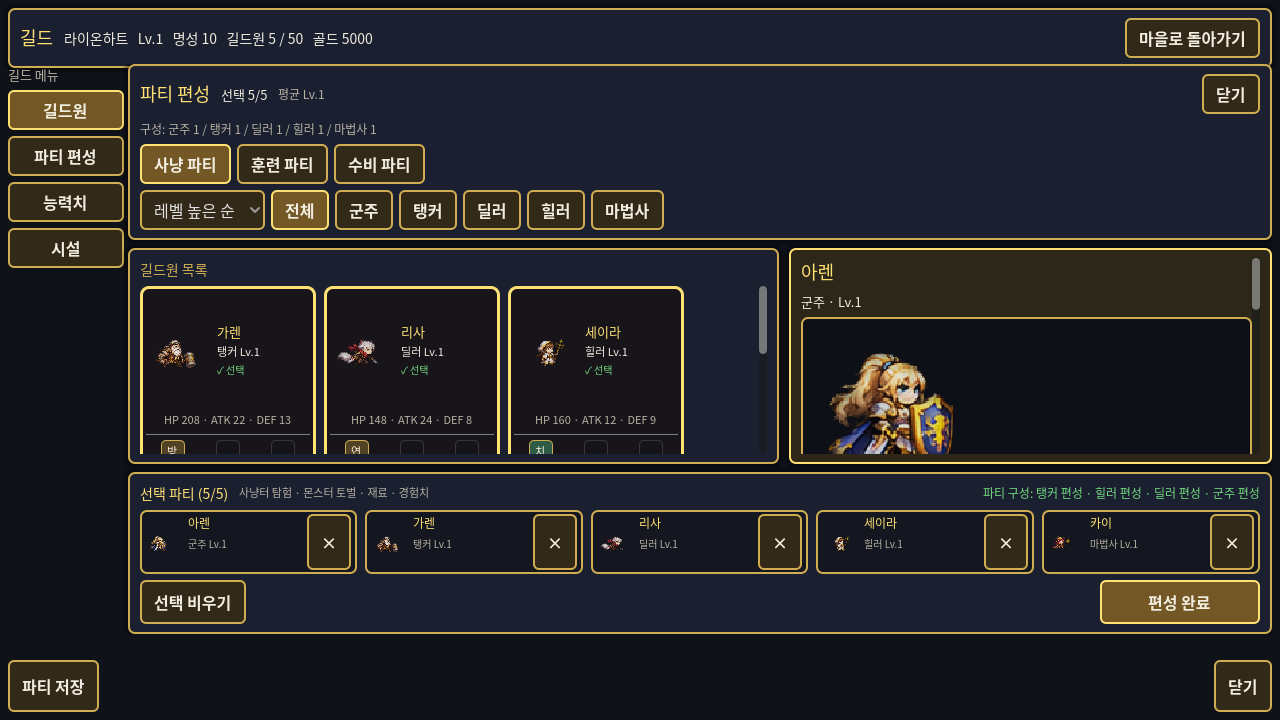 길드 라이온하트 Lv.1 명성 10 길드원 5 / 50 골드 5000 마을로 돌아가기
길드 메뉴
길드원
파티 편성
능력치
시설
파티 편성 선택 5/5 평균 Lv.1 닫기
구성: 군주 1 / 탱커 1 / 딜러 1 / 힐러 1 / 마법사 1
사냥 파티 훈련 파티 수비 파티
레벨 높은 순 전체 군주 탱커 딜러 힐러 마법사
길드원 목록
가렌
탱커 Lv.1
✓ 선택
HP 208 · ATK 22 · DEF 13
리사
딜러 Lv.1
✓ 선택
HP 148 · ATK 24 · DEF 8
세이라
힐러 Lv.1
✓ 선택
HP 160 · ATK 12 · DEF 9
치
아렌
군주 · Lv.1
선택 파티 (5/5) 사냥터 탐험 · 몬스터 토벌 · 재료 · 경험치 파티 구성: 탱커 편성 · 힐러 편성 · 딜러 편성 · 군주 편성
아렌
군주 Lv.1
×
가렌
탱커 Lv.1
×
리사
딜러 Lv.1
×
세이라
힐러 Lv.1
×
카이
마법사 Lv.1
×
선택 비우기 편성 완료
파티 저장 닫기